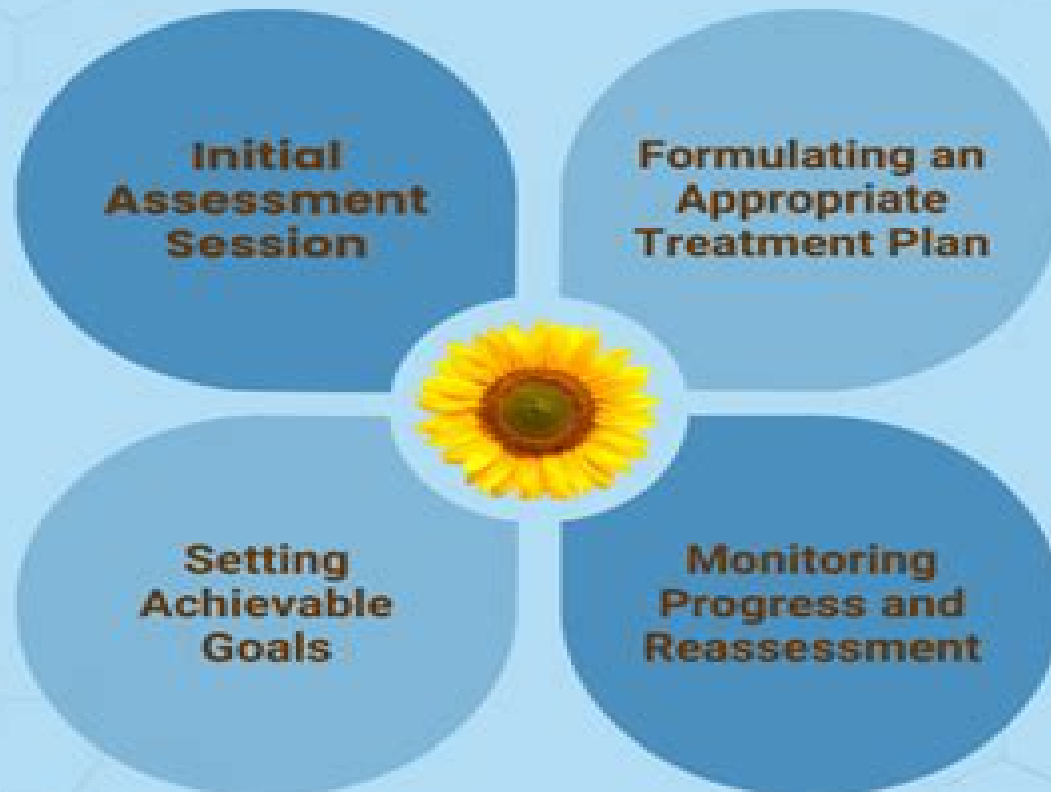 Initial
Assessment
Session
Formulating an
Appropriate
Treatment Plan
Setting
Achievable
Goals
Monitoring
Progress and
Reassessment